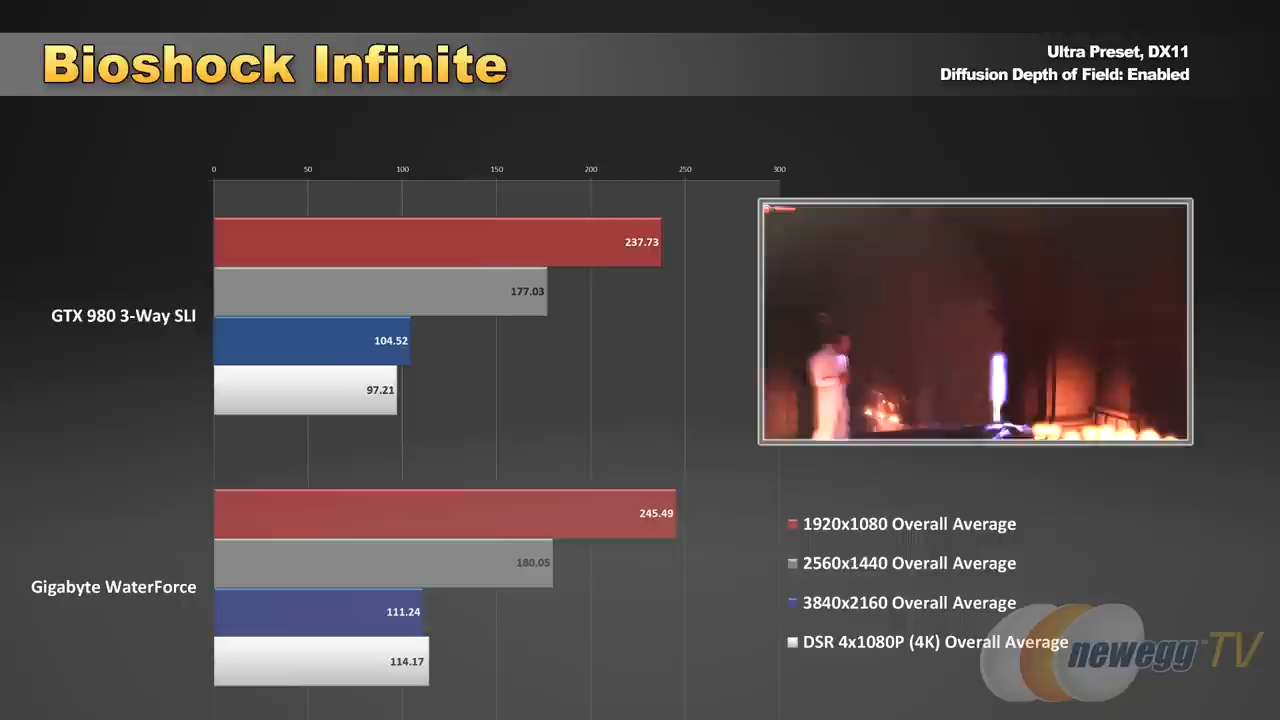 Bioshock Infinite
Ultra Preset, DX11
Diffusion Depth of Field: Enabled
0 50 100 150 200 250 300
GTX 980 3-Way SLI
237.73
177.03
104.52
97.21
Gigabyte WaterForce
245.49
180.05
111.24
114.17
1920x1080 Overall Average
2560x1440 Overall Average
3840x2160 Overall Average
DSR 4x1080P (4K) Overall Average
newegg TV